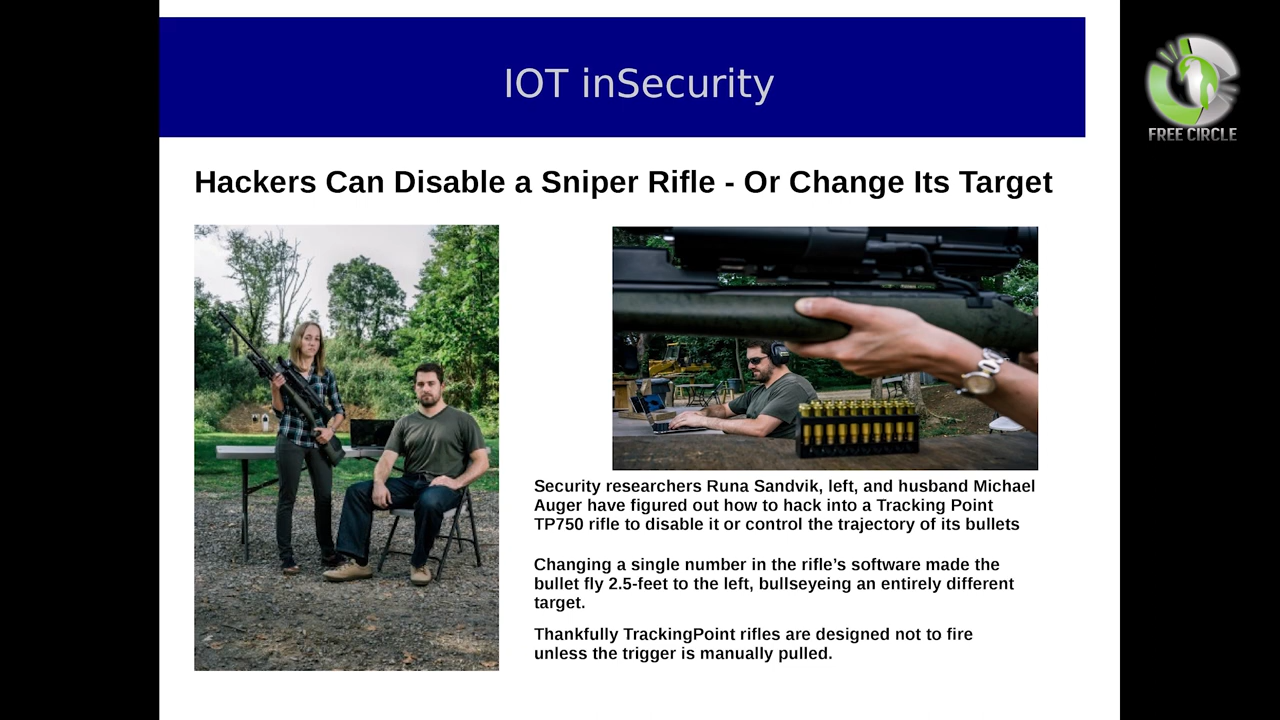 IOT inSecurity
FREE CIRCLE
Hackers Can Disable a Sniper Rifle - Or Change Its Target
Security researchers Runa Sandvik, left, and husband Michael
Auger have figured out how to hack into a Tracking Point
TP750 rifle to disable it or control the trajectory of its bullets
Changing a single number in the rifle’s software made the
bullet fly 2.5-feet to the left, bullseyeing an entirely different
target.
Thankfully TrackingPoint rifles are designed not to fire
unless the trigger is manually pulled.